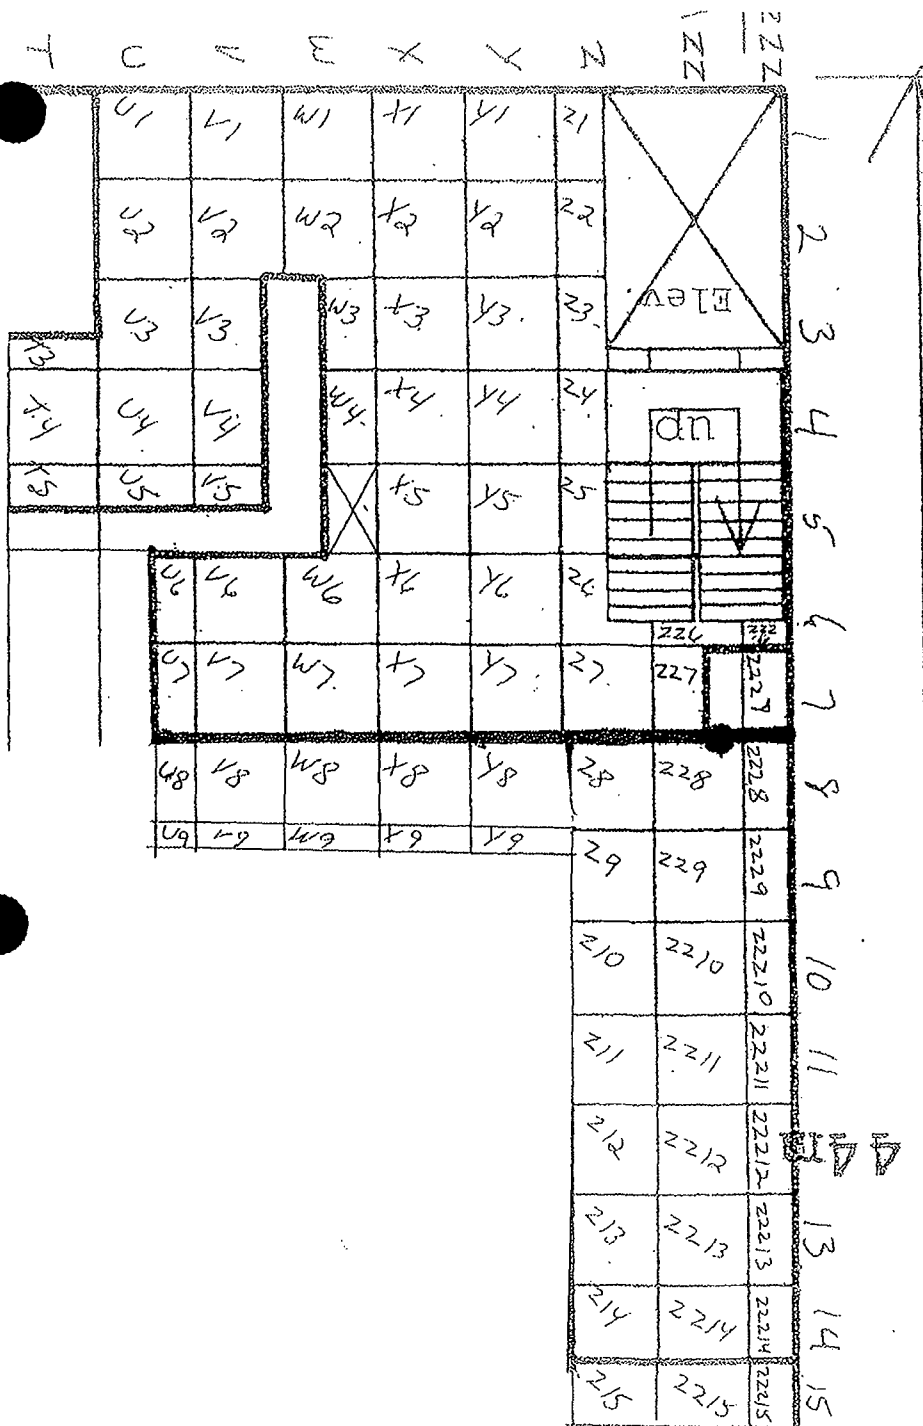 T U V W X Y Z 1ZZ ZZZ
U1 V1 W1 X1 Y1 Z1 1
U2 V2 W2 X2 Y2 Z2 2
Elev
X3 U3 V3 W3 X3 Y3 Z3 3
X4 U4 V4 W4 X4 Y4 Z4 4
dn
X5 U5 V5 X5 Y5 Z5 5
U6 V6 W6 X6 Y6 Z6 ZZ6 6
U7 V7 W7 X7 Y7 Z7 ZZ7 ZZZ7 7
U8 V8 W8 X8 Y8 Z8 ZZ8 ZZZ8 8
U9 V9 W9 X9 Y9 Z9 ZZ9 ZZZ9 9
Z10 ZZ10 ZZZ10 10
Z11 ZZ11 ZZZ11 11
Z12 ZZ12 ZZZ12
Z13 ZZ13 ZZZ13 13
Z14 ZZ14 ZZZ14 14
Z15 ZZ15 ZZZ15 15